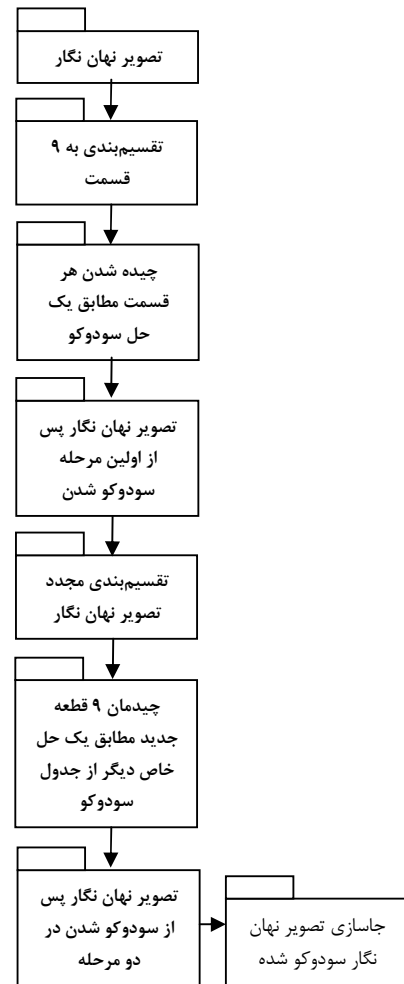 تصویر نهان نگار
تقسیم‌بندی به ۹
قسمت
چیده شدن هر
قسمت مطابق یک
حل سودوکو
تصویر نهان نگار پس
از اولین مرحله
سودوکو شدن
تقسیم‌بندی مجدد
تصویر نهان نگار
چیدمان ۹ قطعه
جدید مطابق یک حل
خاص دیگر از جدول
سودوکو
تصویر نهان نگار پس
از سودوکو شدن در
دو مرحله
جاسازی تصویر نهان
نگار سودوکو شده